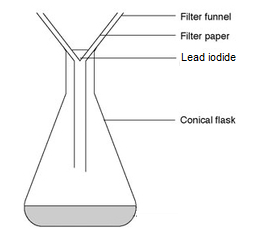 Filter funnel
Filter paper
Lead iodide
Conical flask